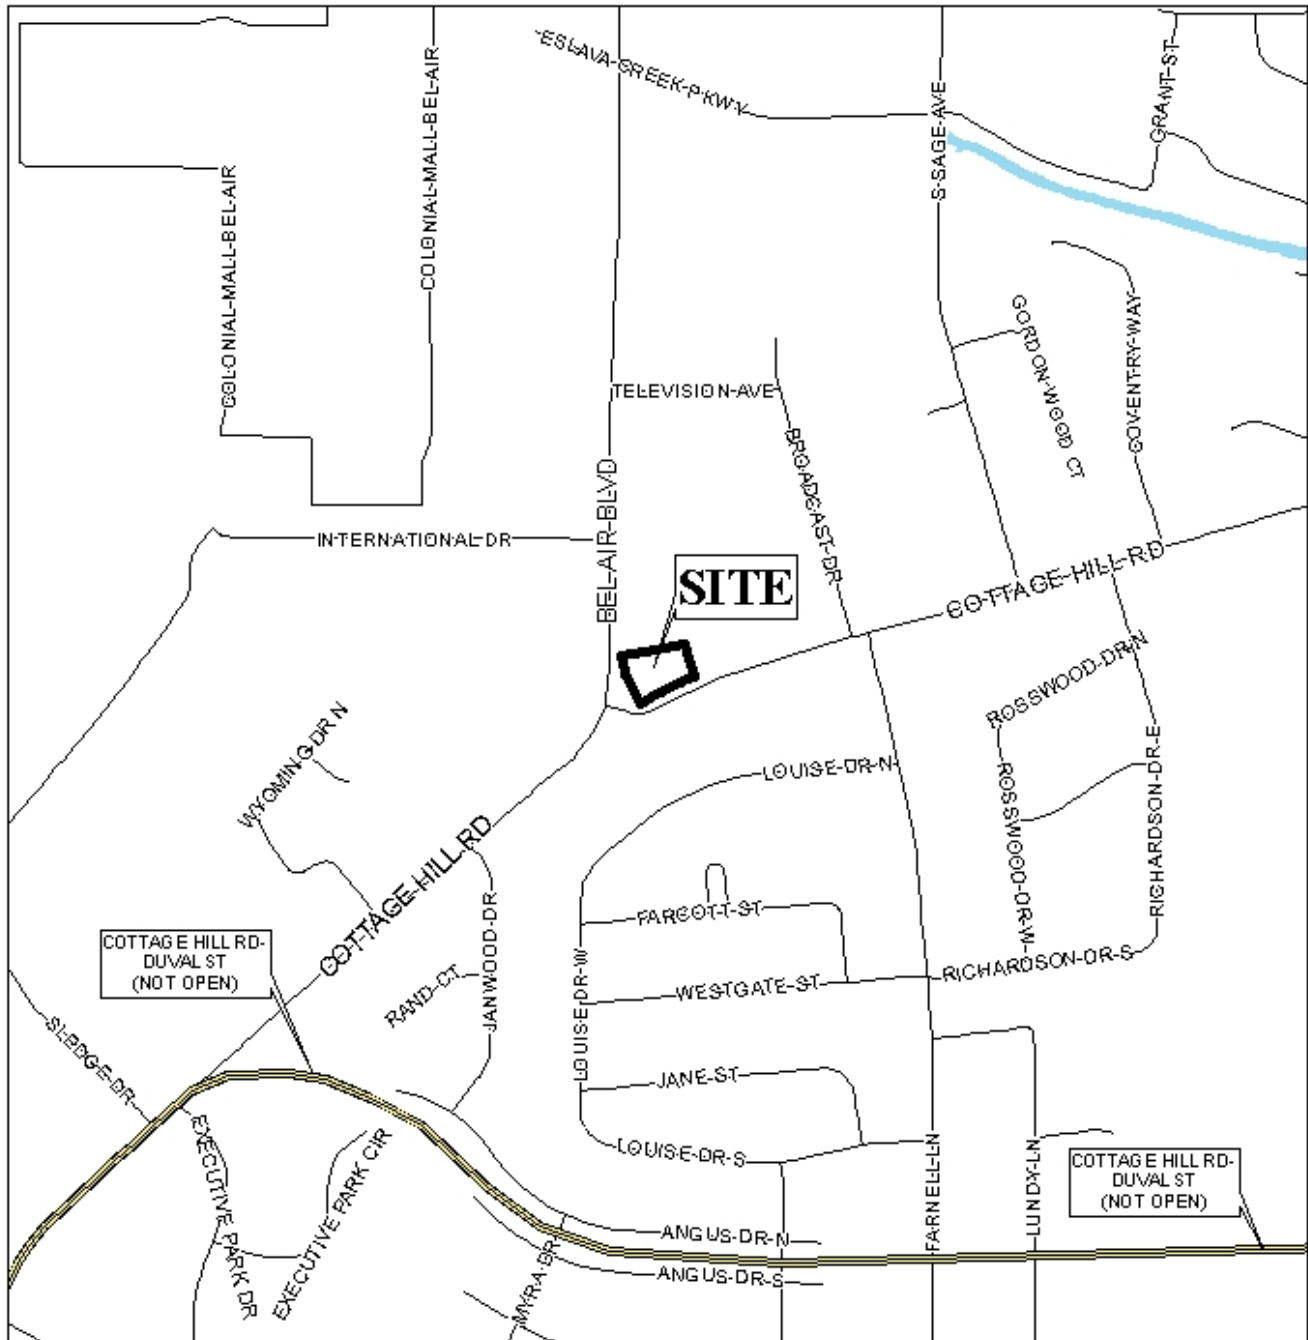 ESLAVA-CREEK-PKWY
COLONIAL-MALL-BEL-AIR
COLONIAL-MALL-BEL-AIR
S-SAGE-AVE
GRANT-ST
GORDON-WOOD CT
COVENTRY-WAY
TELEVISION-AVE
BROADCAST-DR
BEL-AIR-BLVD
INTERNATIONAL-DR
SITE
COTTAGE-HILL-RD
ROSSWOOD-DR-N
ROSSWOOD-DR-W
RICHARDSON-DR-E
RICHARDSON-DR-S
WYOMING-DR N
LOUISE-DR-N
COTTAGE-HILL RD
JANWOOD-DR
RAND-CT
FARCOTT-ST
LOUISE-DR-W
WESTGATE-ST
COTTAGE HILL RD-
DUVAL ST
(NOT OPEN)
SLEDGE-DR
JANE-ST
LOUISE-DR-S
EXECUTIVE PARK DR
EXECUTIVE PARK CIR
FARNELL-LN
LUNDY-LN
COTTAGE HILL RD-
DUVAL ST
(NOT OPEN)
ANGUS-DR-N
ANGUS-DR-S
MYRA-DR